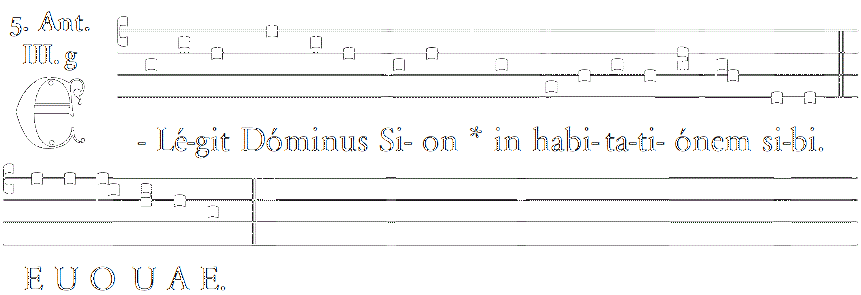 5. Ant.
III. g
E - Lé-git Dóminus Si- on * in habi- ta- ti- ónem si-bi.
E U O U A E.